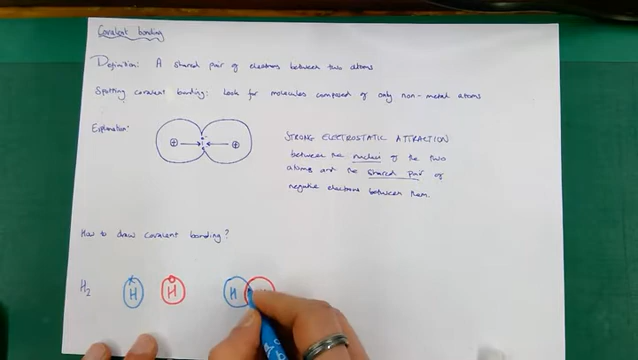 Covalent bonding
Definition: A shared pair of electrons between two atoms
Spotting covalent bonding: Look for molecules composed of only non-metal atoms
Explanation:
+ +
STRONG ELECTROSTATIC ATTRACTION
between the nucleus of the two
atoms and the shared pair of
negative electrons between them.
How to draw covalent bonding?
H2 H H H